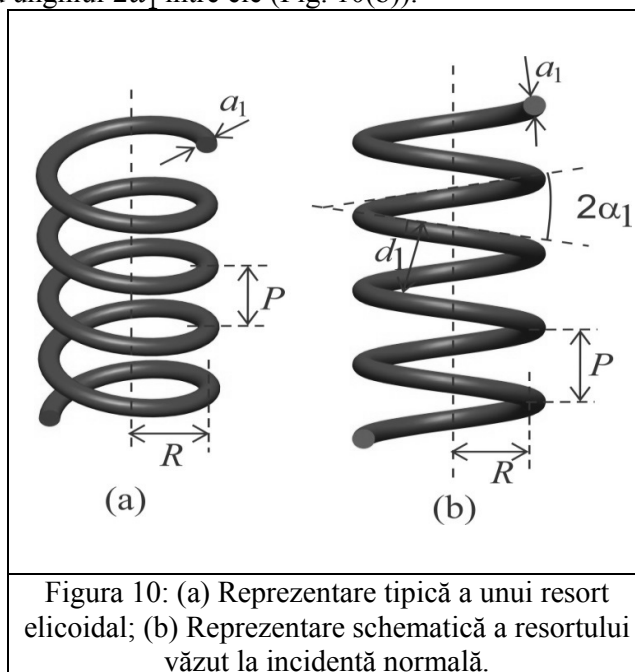 unghiul 2α₁ între ele (Fig. 10(b)).
a₁
P
R
(a)
a₁
2α₁
d₁
P
R
(b)
Figura 10: (a) Reprezentare tipică a unui resort
elicoidal; (b) Reprezentare schematică a resortului
văzut la incidență normală.